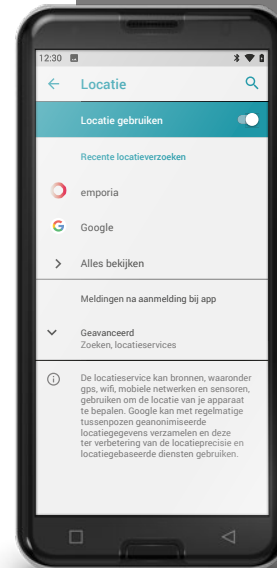 12:30
Locatie
Locatie gebruiken
Recente locatieverzoeken
emporia
Google
Alles bekijken
Meldingen na aanmelding bij app
Geavanceerd
Zoeken, locatieservices
De locatieservice kan bronnen, waaronder
gps, wifi, mobiele netwerken en sensoren,
gebruiken om de locatie van je apparaat
te bepalen. Google kan met regelmatige
tussenpozen geanonimiseerde
locatiegegevens verzamelen en deze
ter verbetering van de locatieprecisie en
locatiegebaseerde diensten gebruiken.